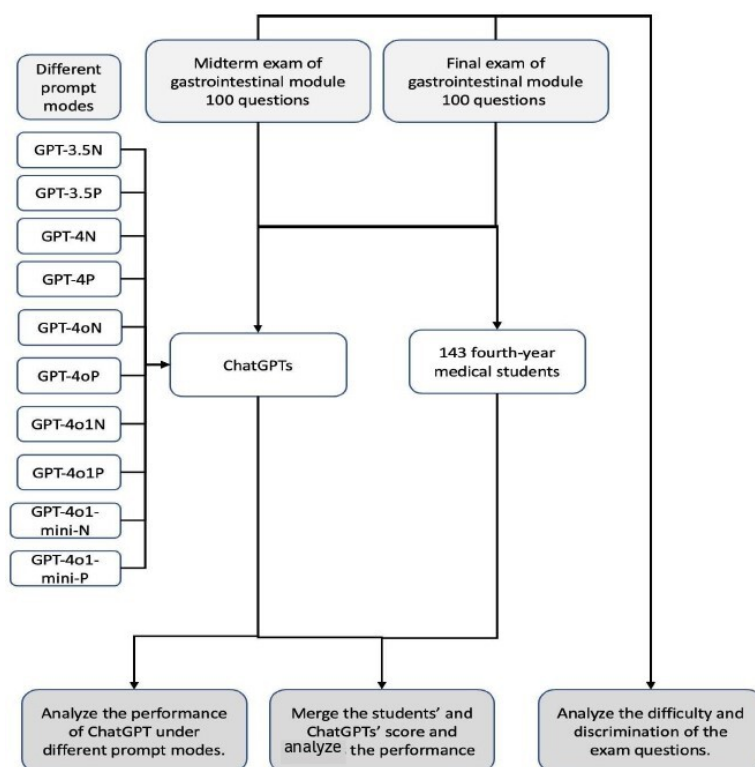 Different
prompt
modes
Midterm exam of
gastrointestinal module
100 questions
Final exam of
gastrointestinal module
100 questions
GPT-3.5N
GPT-3.5P
GPT-4N
GPT-4P
GPT-4oN
GPT-4oP
GPT-4o1N
GPT-4o1P
GPT-4o1-
mini-N
GPT-4o1-
mini-P
ChatGPTs
143 fourth-year
medical students
Analyze the performance
of ChatGPT under
different prompt modes.
Merge the students' and
ChatGPTs' score and
analyze the performance
Analyze the difficulty and
discrimination of the
exam questions.